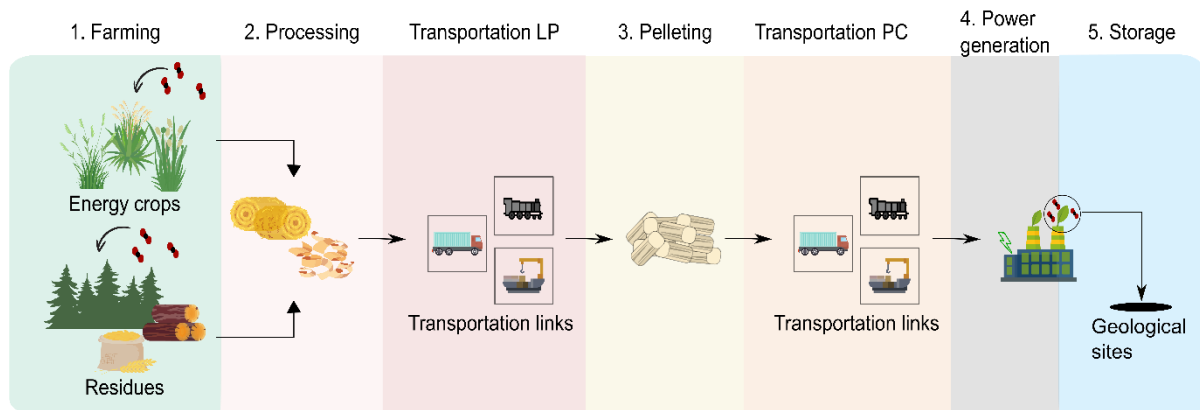 1. Farming
2. Processing
Transportation LP
3. Pelleting
Transportation PC
4. Power
generation
5. Storage
Energy crops
Residues
Transportation links
Transportation links
Geological
sites